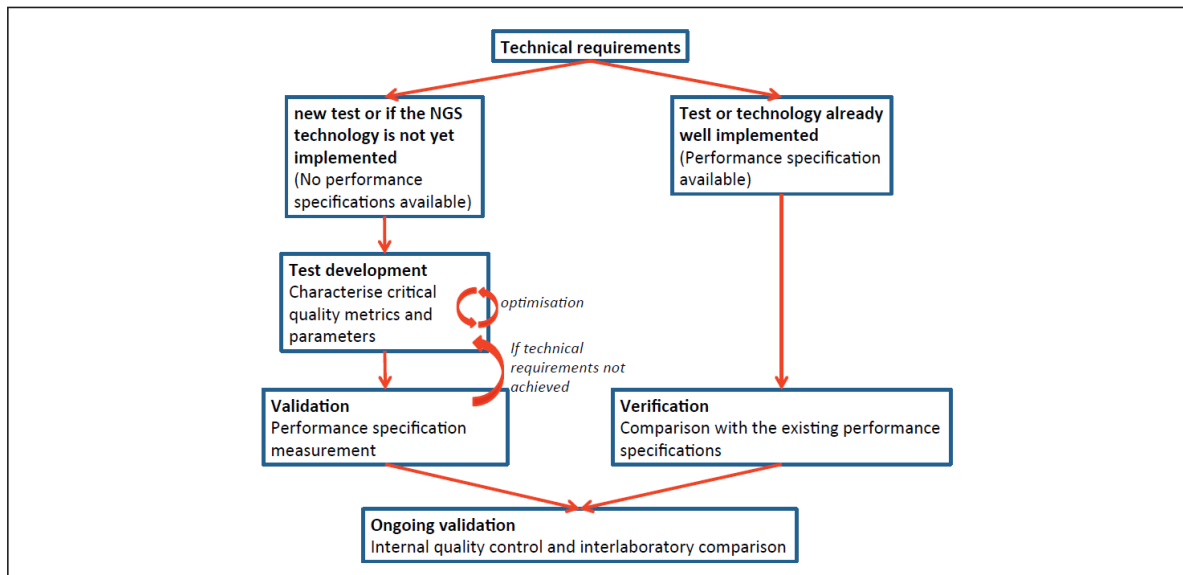 Technical requirements
new test or if the NGS
technology is not yet
implemented
(No performance
specifications available)
Test or technology already
well implemented
(Performance specification
available)
Test development
Characterise critical
quality metrics and
parameters
optimisation
If technical
requirements not
achieved
Validation
Performance specification
measurement
Verification
Comparison with the existing performance
specifications
Ongoing validation
Internal quality control and interlaboratory comparison